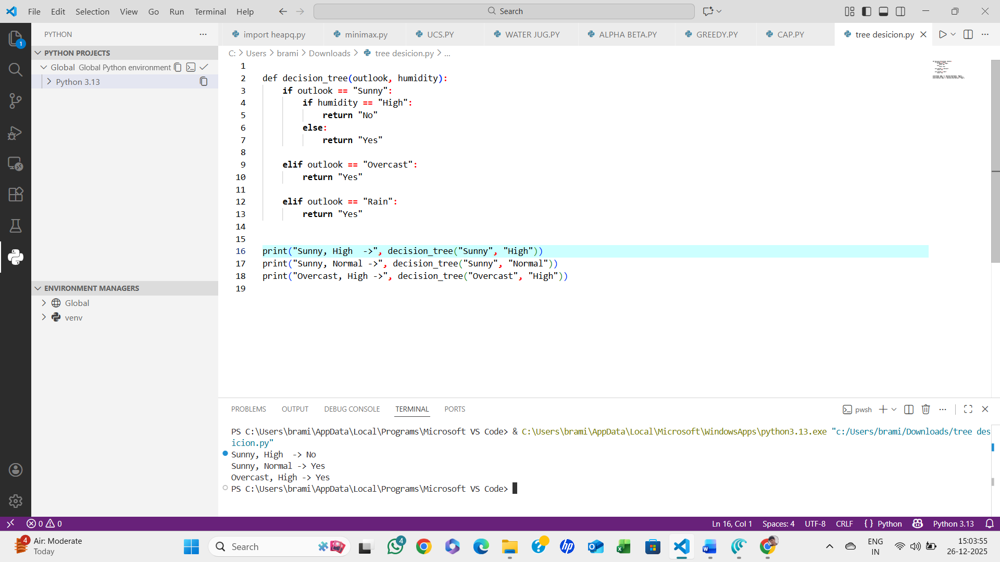 File Edit Selection View Go Run Terminal Help
Search
PYTHON
import heapq.py
minimax.py
UCS.PY
WATER JUG.PY
ALPHA BETA.PY
GREEDY.PY
CAP.PY
tree desicion.py
1
PYTHON PROJECTS
Global Global Python environment
Python 3.13
C: > Users > brami > Downloads > tree desicion.py > ...
1
2 def decision_tree(outlook, humidity):
3 if outlook == "Sunny":
4 if humidity == "High":
5 return "No"
6 else:
7 return "Yes"
8
9 elif outlook == "Overcast":
10 return "Yes"
11
12 elif outlook == "Rain":
13 return "Yes"
14
15
16 print("Sunny, High  ->", decision_tree("Sunny", "High"))
17 print("Sunny, Normal ->", decision_tree("Sunny", "Normal"))
18 print("Overcast, High ->", decision_tree("Overcast", "High"))
19
ENVIRONMENT MANAGERS
Global
venv
PROBLEMS OUTPUT DEBUG CONSOLE TERMINAL PORTS
pwsh
PS C:\Users\brami\AppData\Local\Programs\Microsoft VS Code> & C:\Users\brami\AppData\Local\Microsoft\WindowsApps\python3.13.exe "c:/Users/brami/Downloads/tree des
icion.py"
Sunny, High  -> No
Sunny, Normal -> Yes
Overcast, High -> Yes
PS C:\Users\brami\AppData\Local\Programs\Microsoft VS Code>
0 0
Ln 16, Col 1 Spaces: 4 UTF-8 CRLF { } Python Python 3.13
4
Air: Moderate
Today
Search
4
ENG
IN
15:03:55
26-12-2025